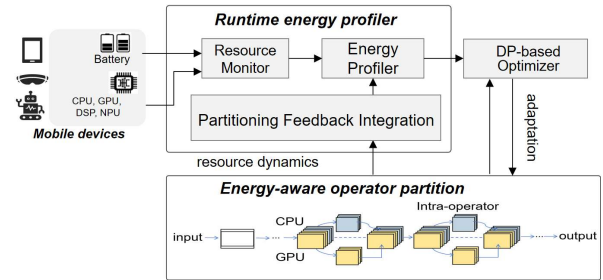 Runtime energy profiler
Battery
CPU, GPU,
DSP, NPU
Mobile devices
Resource
Monitor
Energy
Profiler
DP-based
Optimizer
Partitioning Feedback Integration
adaptation
resource dynamics
Energy-aware operator partition
CPU
Intra-operator
input
...
...
output
GPU